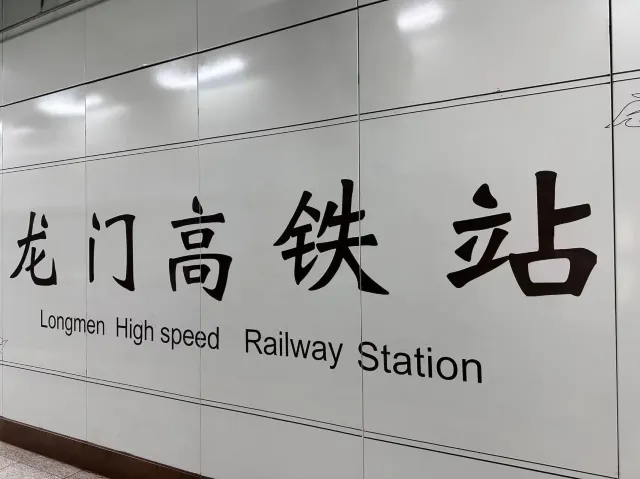 龙门高铁站
Longmen High speed Railway Station